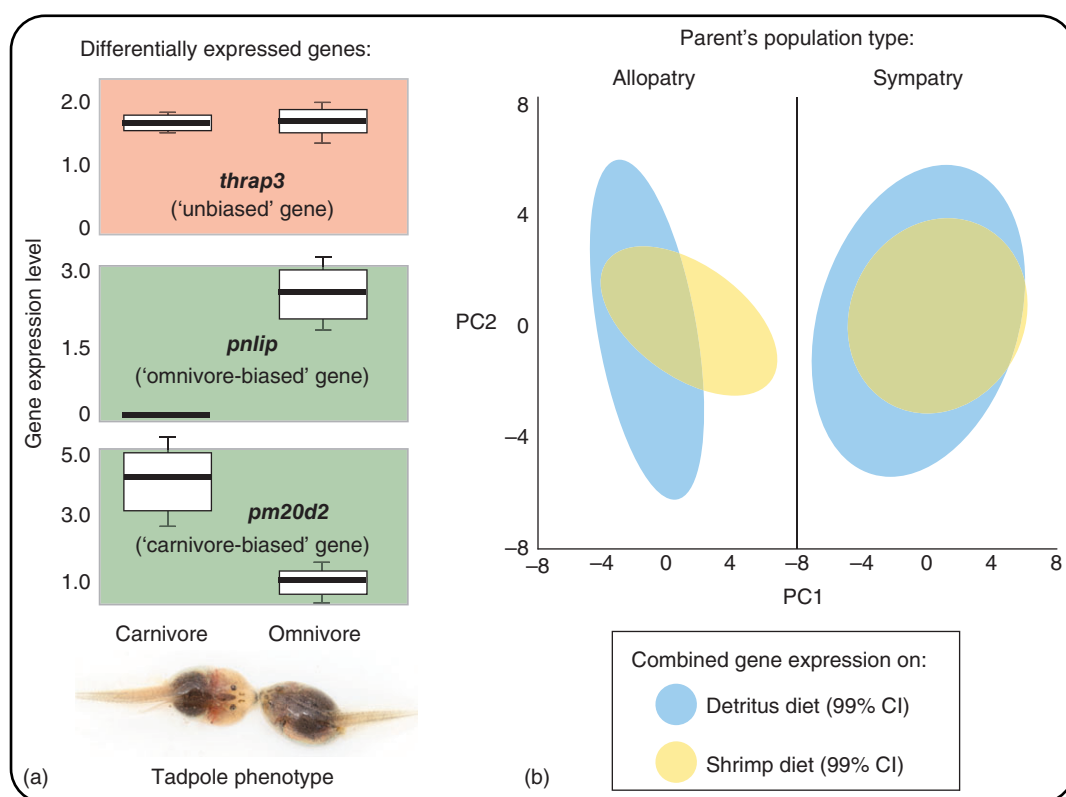 Differentially expressed genes:
Gene expression level
2.0
1.0
0
thrap3
(‘unbiased’ gene)
3.0
1.5
0
pnlip
(‘omnivore-biased’ gene)
5.0
3.0
1.0
pm20d2
(‘carnivore-biased’ gene)
Carnivore Omnivore
(a) Tadpole phenotype
Parent’s population type:
Allopatry Sympatry
8
4
PC2 0
–4
–8
–8 –4 0 4 –8 –4 0 4 8
PC1
Combined gene expression on:
Detritus diet (99% CI)
Shrimp diet (99% CI)
(b)